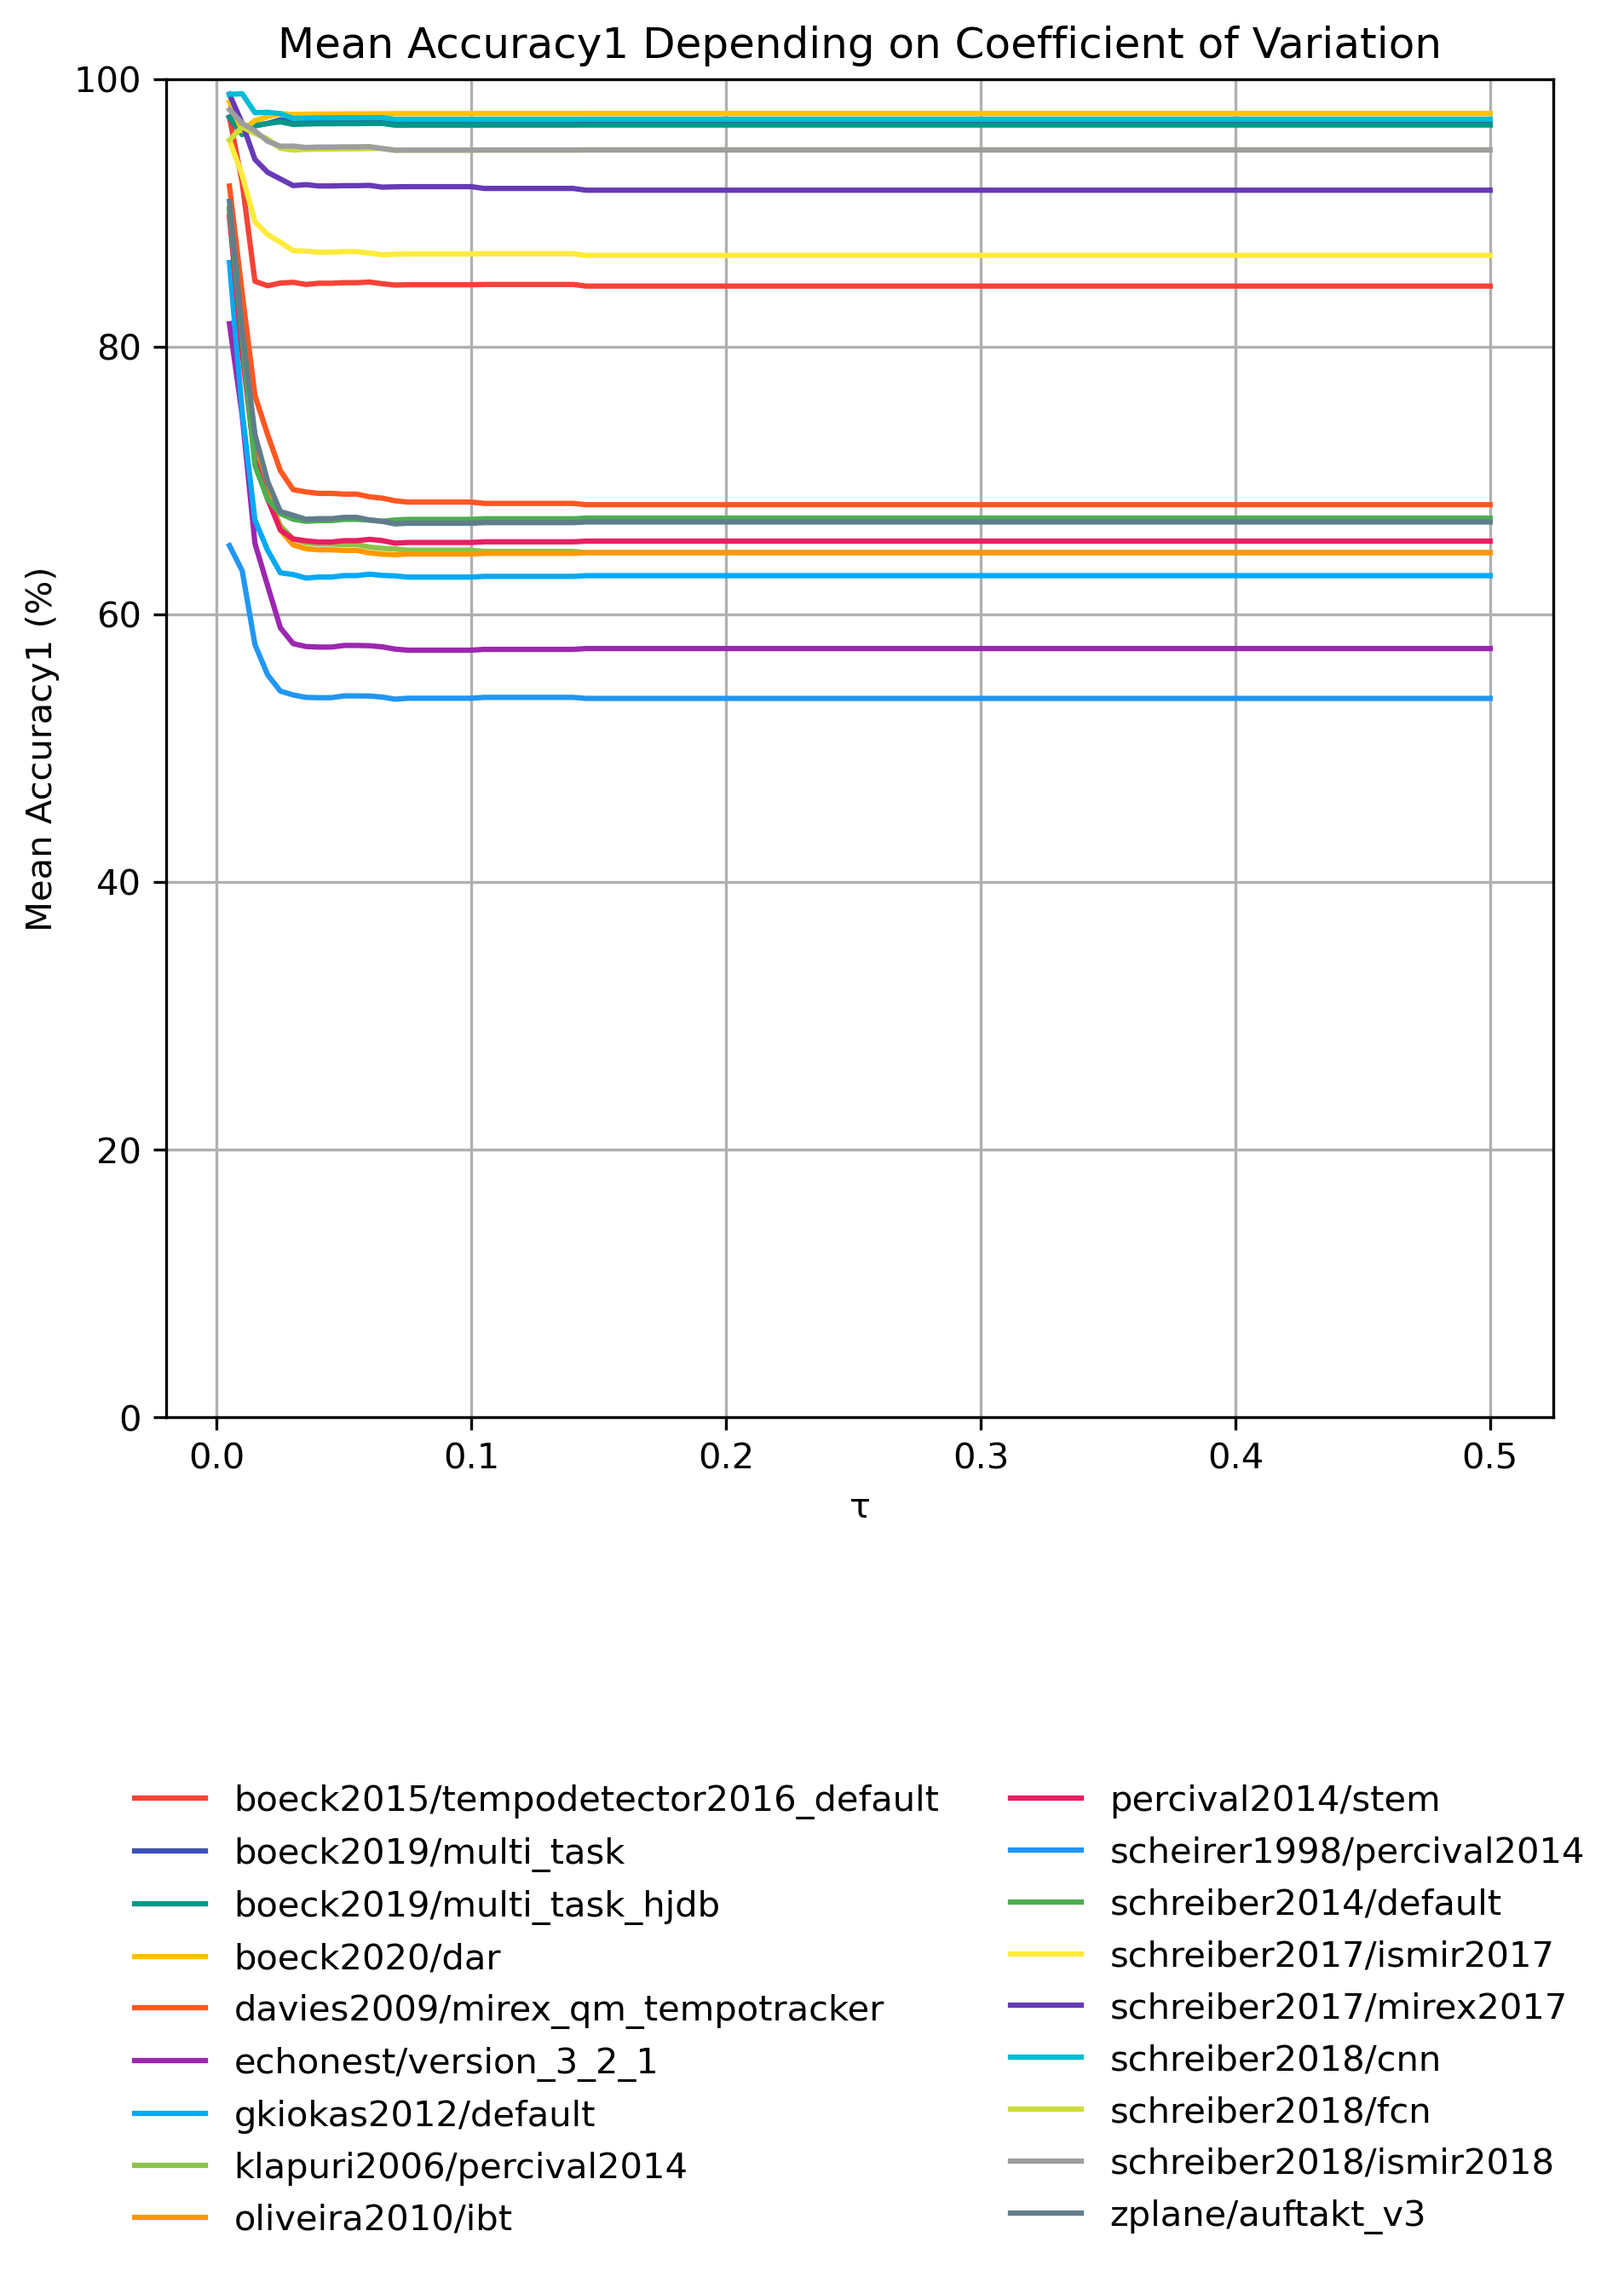 Mean Accuracy1 Depending on Coefficient of Variation
100
80
60
40
20
0
Mean Accuracy1 (%)
0.0 0.1 0.2 0.3 0.4 0.5
τ
boeck2015/tempodetector2016_default
boeck2019/multi_task
boeck2019/multi_task_hjdb
boeck2020/dar
davies2009/mirex_qm_tempotracker
echonest/version_3_2_1
gkiokas2012/default
klapuri2006/percival2014
oliveira2010/ibt
percival2014/stem
scheirer1998/percival2014
schreiber2014/default
schreiber2017/ismir2017
schreiber2017/mirex2017
schreiber2018/cnn
schreiber2018/fcn
schreiber2018/ismir2018
zplane/auftakt_v3